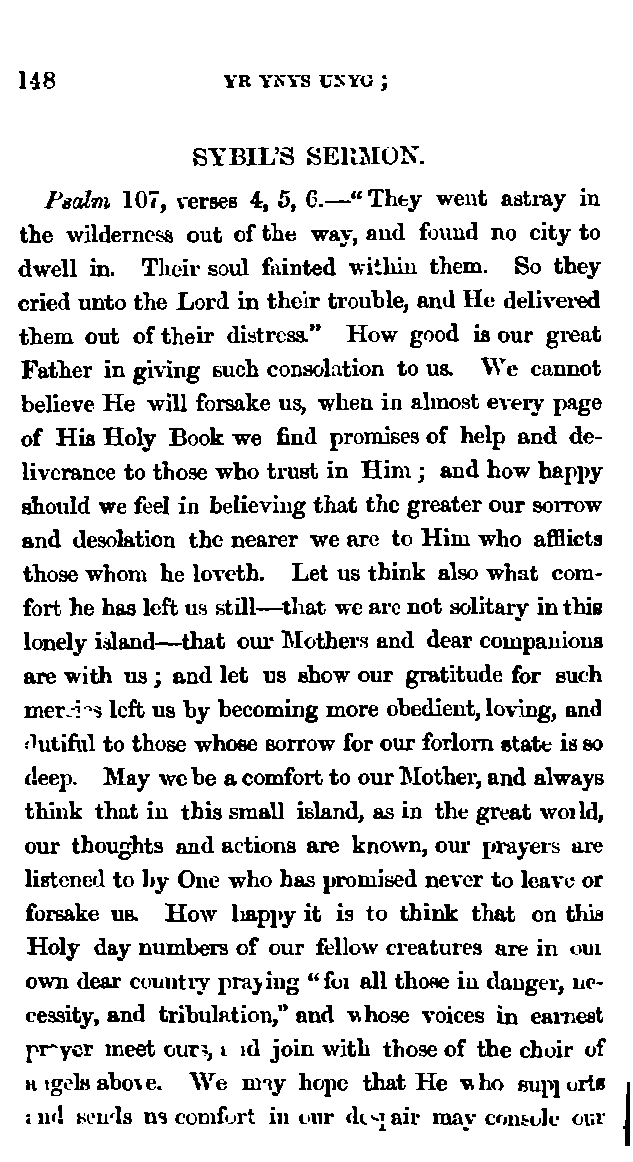 148 YR YNYS UNYG ;
SYBIL'S SERMON.
Psalm 107, verses 4, 5, 6.—“They went astray in
the wilderness out of the way, and found no city to
dwell in. Their soul fainted within them. So they
cried unto the Lord in their trouble, and He delivered
them out of their distress.” How good is our great
Father in giving such consolation to us. We cannot
believe He will forsake us, when in almost every page
of His Holy Book we find promises of help and de-
liverance to those who trust in Him ; and how happy
should we feel in believing that the greater our sorrow
and desolation the nearer we are to Him who afflicts
those whom he loveth. Let us think also what com-
fort he has left us still—that we are not solitary in this
lonely island—that our Mothers and dear companions
are with us ; and let us show our gratitude for such
mercies left us by becoming more obedient, loving, and
dutiful to those whose sorrow for our forlorn state is so
deep. May we be a comfort to our Mother, and always
think that in this small island, as in the great world,
our thoughts and actions are known, our prayers are
listened to by One who has promised never to leave or
forsake us. How happy it is to think that on this
Holy day numbers of our fellow creatures are in our
own dear country praying “for all those in danger, ne-
cessity, and tribulation,” and whose voices in earnest
prayer meet ours, and join with those of the choir of
angels above. We may hope that He who supports
and sends us comfort in our despair may console our